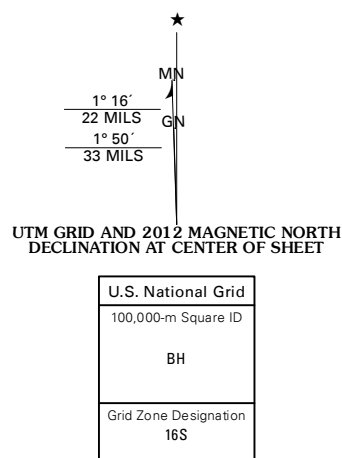 ★
MN
1° 16´
22 MILS
GN
1° 50´
33 MILS
UTM GRID AND 2012 MAGNETIC NORTH
DECLINATION AT CENTER OF SHEET
U.S. National Grid
100,000-m Square ID
BH
Grid Zone Designation
16S